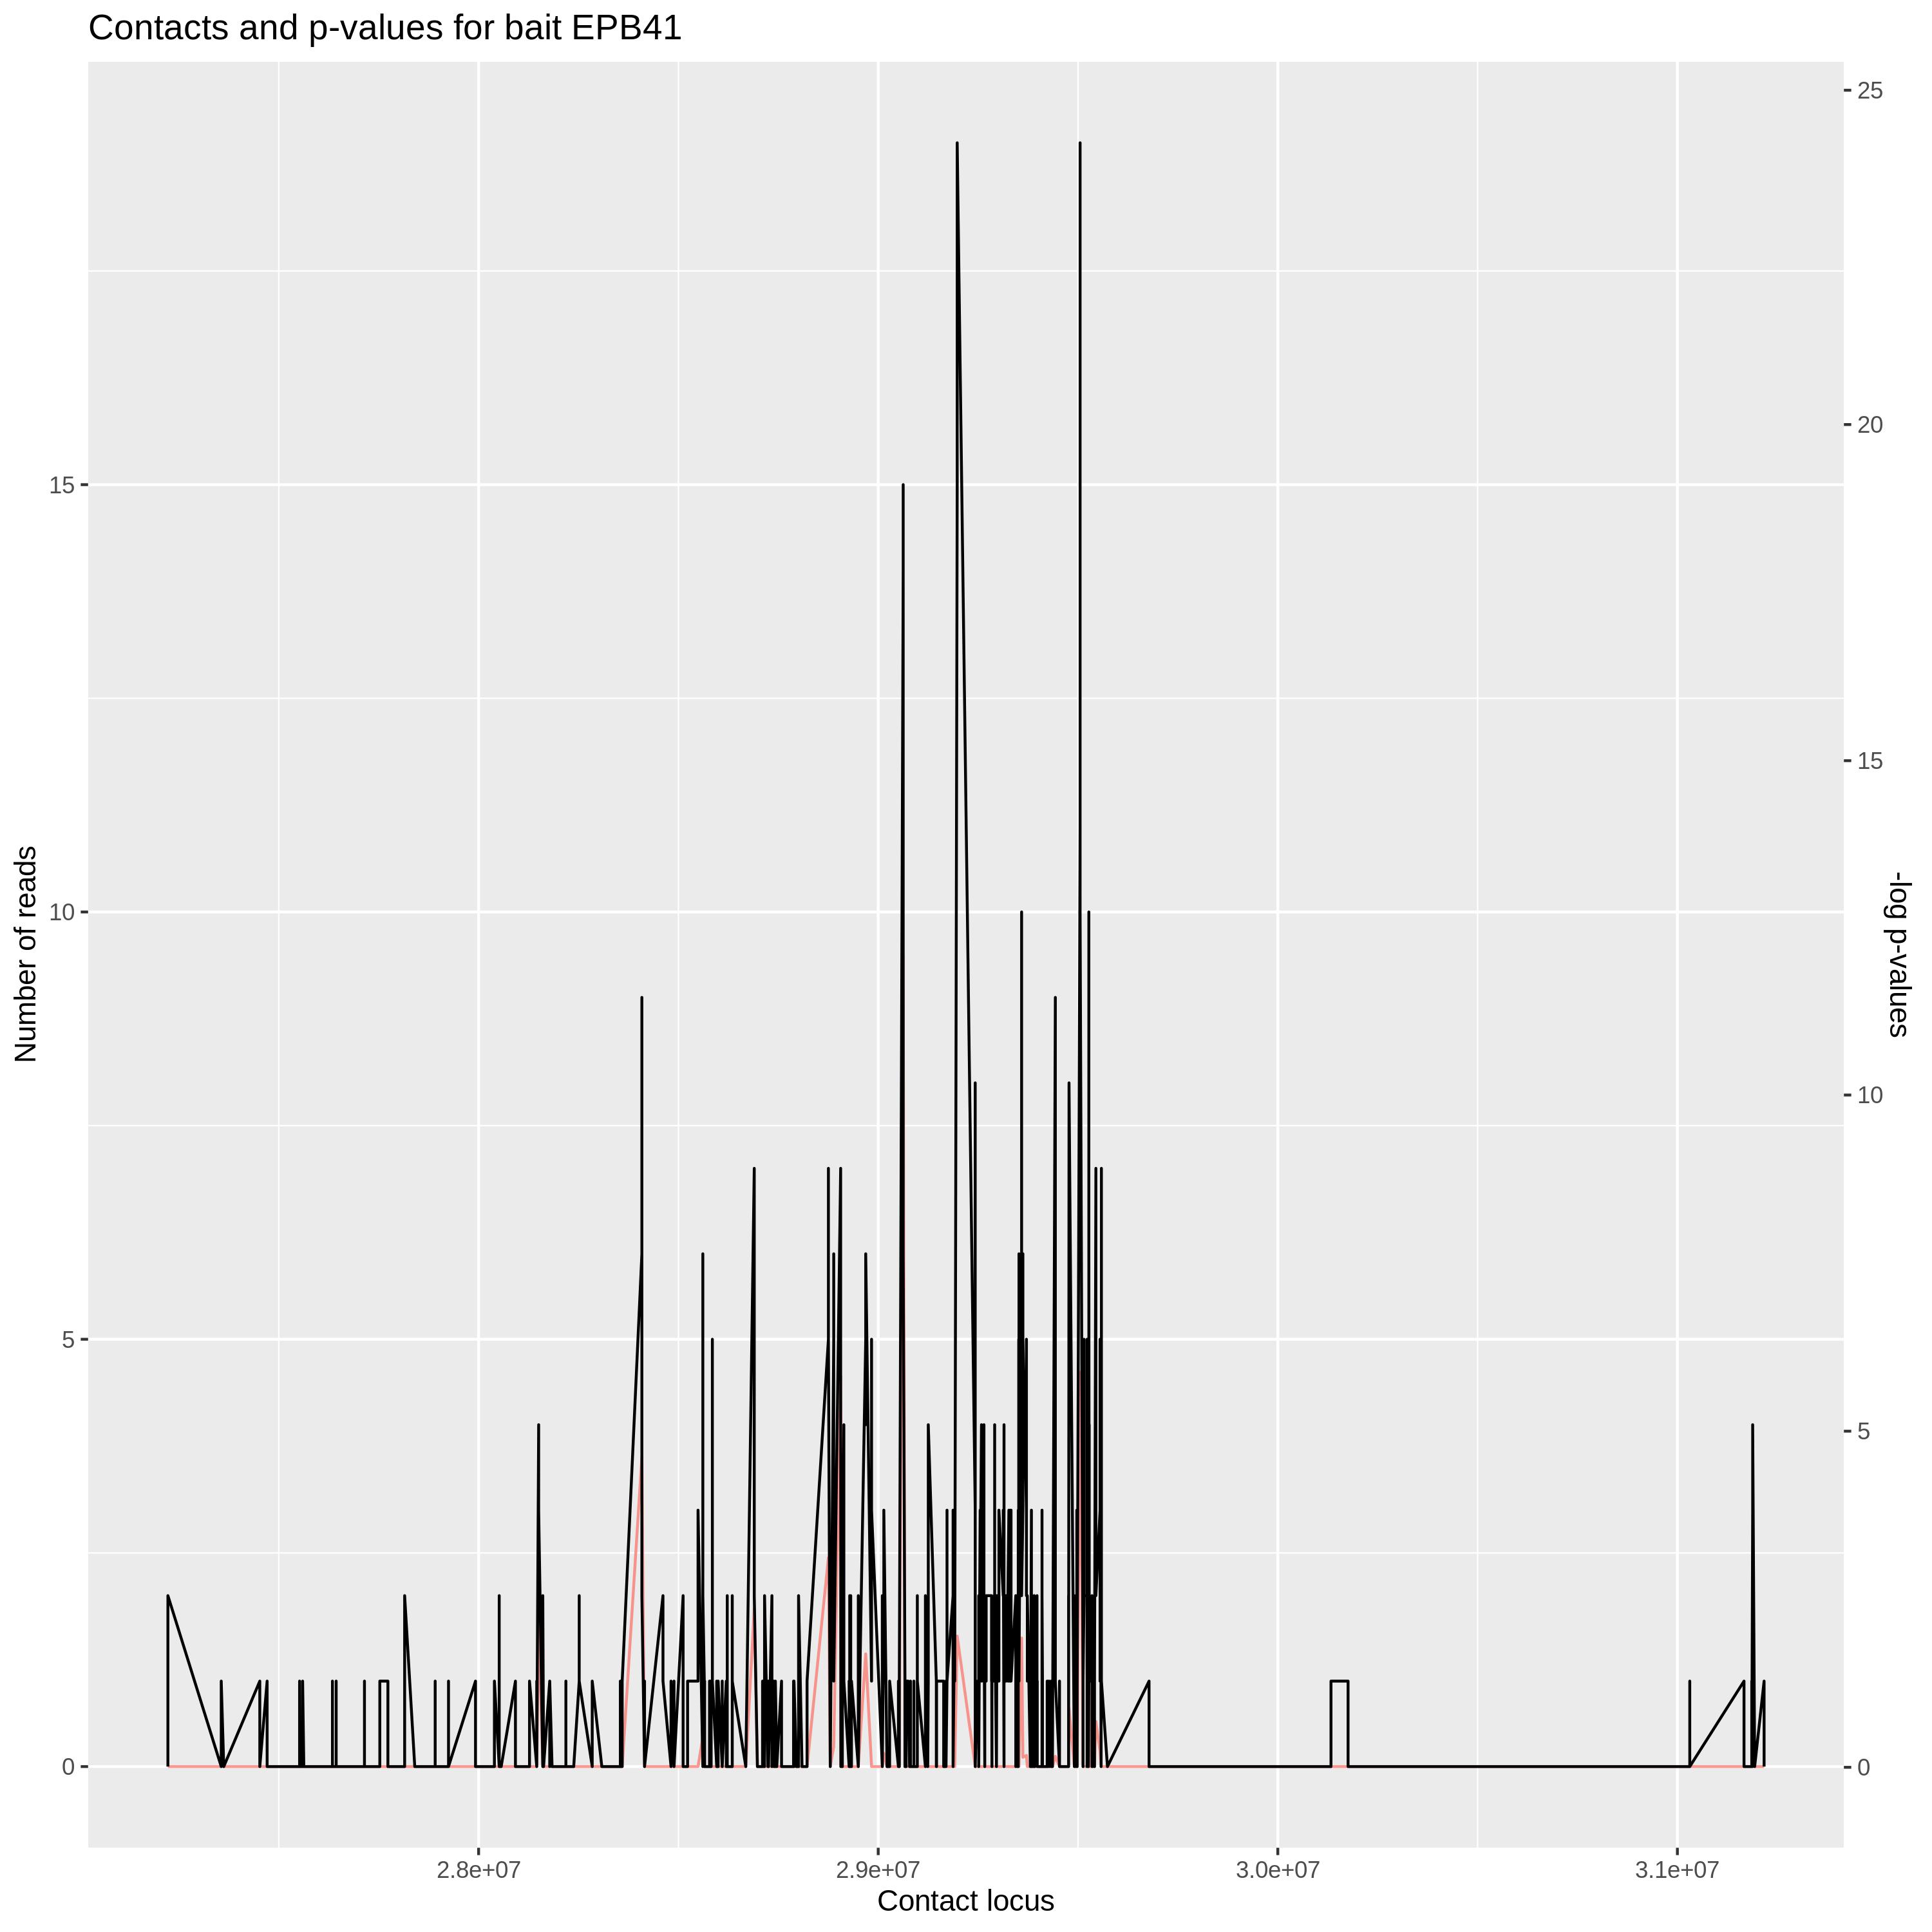 Contacts and p-values for bait EPB41
Number of reads
15
10
5
0
25
20
15
10
5
0
-log p-values
2.8e+07
2.9e+07
3.0e+07
3.1e+07
Contact locus